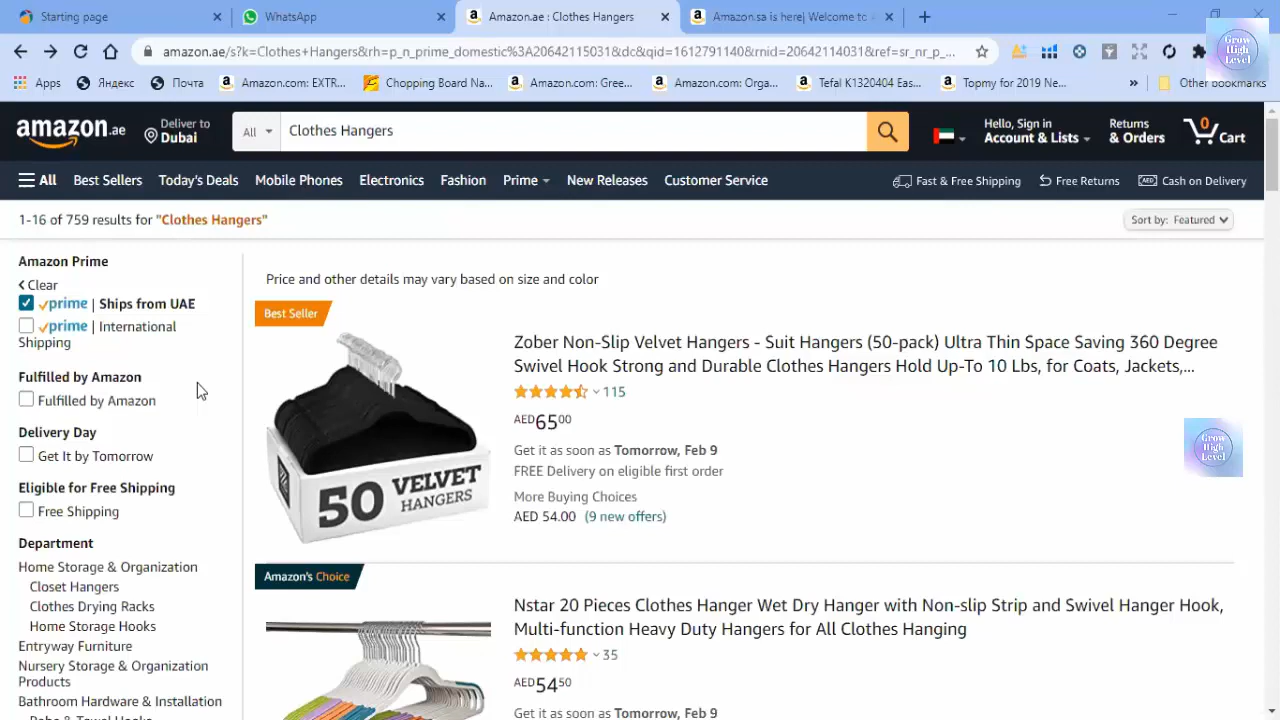 Shipping point
WhatsApp
Amazon.ae : Clothes Hangers
Amazon.sa is here| Welcome to
amazon.ae/s?k=Clothes+Hangers&rh=p_n_prime_domestic%3A20642115031&dc&qid=1612791140&rnid=20642114031&ref=sr_nr_p_...
Apps
Яндекс
Почта
Amazon.com: EXTR...
Chopping Board Na...
Amazon.com: Gree...
Amazon.com: Orga...
Tefal K1320404 Eas...
Topmy for 2019 Ne...
»
Other bookmarks
Grow
High
Level
amazon.ae
Deliver to
Dubai
All
Clothes Hangers
Hello, Sign in
Account & Lists
Returns
& Orders
0
Cart
All
Best Sellers
Today's Deals
Mobile Phones
Electronics
Fashion
Prime
New Releases
Customer Service
Fast & Free Shipping
Free Returns
AED
Cash on Delivery
1-16 of 759 results for "Clothes Hangers"
Sort by: Featured
Amazon Prime
Clear
prime | Ships from UAE
prime | International
Shipping
Fulfilled by Amazon
Fulfilled by Amazon
Delivery Day
Get It by Tomorrow
Eligible for Free Shipping
Free Shipping
Department
Home Storage & Organization
Closet Hangers
Clothes Drying Racks
Home Storage Hooks
Entryway Furniture
Nursery Storage & Organization
Products
Bathroom Hardware & Installation
Robe & Towel Hooks
Price and other details may vary based on size and color
Best Seller
50 VELVET
HANGERS
Zober Non-Slip Velvet Hangers - Suit Hangers (50-pack) Ultra Thin Space Saving 360 Degree
Swivel Hook Strong and Durable Clothes Hangers Hold Up-To 10 Lbs, for Coats, Jackets,...
115
AED6500
Get it as soon as Tomorrow, Feb 9
FREE Delivery on eligible first order
More Buying Choices
AED 54.00 (9 new offers)
Grow
High
Level
Amazon's Choice
Nstar 20 Pieces Clothes Hanger Wet Dry Hanger with Non-slip Strip and Swivel Hanger Hook,
Multi-function Heavy Duty Hangers for All Clothes Hanging
35
AED5450
Get it as soon as Tomorrow, Feb 9